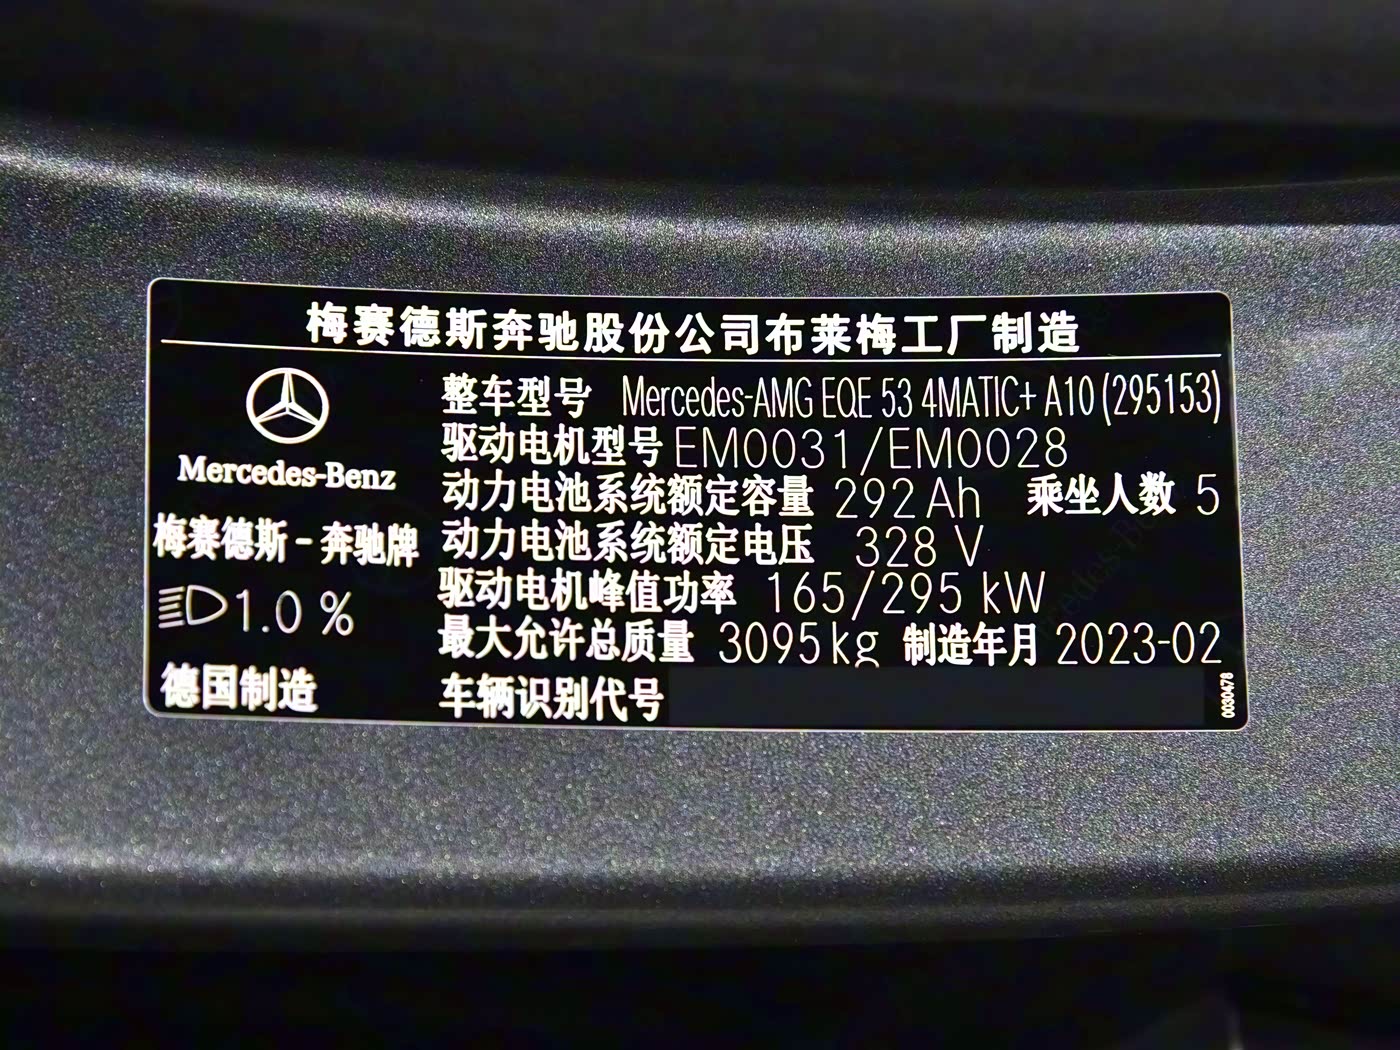 梅赛德斯奔驰股份公司布莱梅工厂制造
Mercedes-Benz
梅赛德斯-奔驰牌
1.0 %
德国制造
整车型号 Mercedes-AMG EQE 53 4MATIC+ A10 (295153)
驱动电机型号 EM0031/EM0028
动力电池系统额定容量 292 Ah 乘坐人数 5
动力电池系统额定电压 328 V
驱动电机峰值功率 165/295 kW
最大允许总质量 3095 kg 制造年月 2023-02
车辆识别代号
0030478